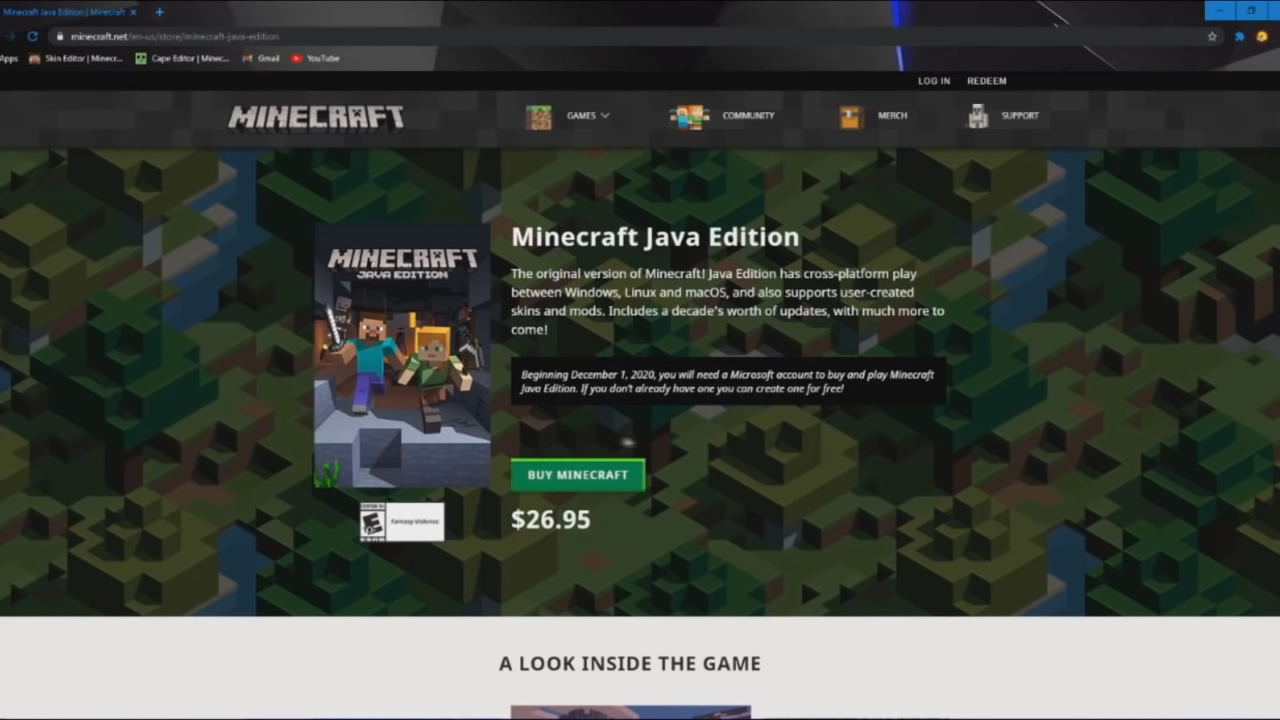 Minecraft Java Edition | Minecraft
minecraft.net/en-us/store/minecraft-java-edition
Apps Skin Editor | Minecr... Cape Editor | Minec... Gmail YouTube
LOG IN REDEEM
MINECRAFT GAMES COMMUNITY MERCH SUPPORT
MINECRAFT
JAVA EDITION
Minecraft Java Edition
The original version of Minecraft! Java Edition has cross-platform play
between Windows, Linux and macOS, and also supports user-created
skins and mods. Includes a decade's worth of updates, with much more to
come!
Beginning December 1, 2020, you will need a Microsoft account to buy and play Minecraft
Java Edition. If you don't already have one you can create one for free!
BUY MINECRAFT
$26.95
E
Fantasy Violence
A LOOK INSIDE THE GAME